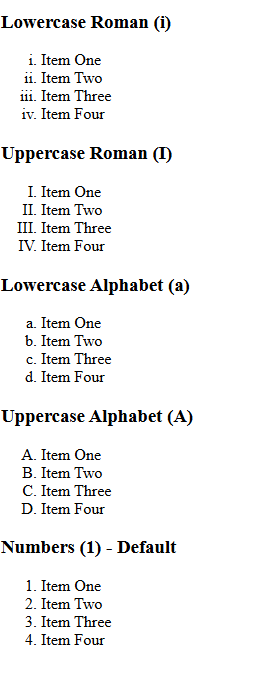 Lowercase Roman (i)
i. Item One
ii. Item Two
iii. Item Three
iv. Item Four
Uppercase Roman (I)
I. Item One
II. Item Two
III. Item Three
IV. Item Four
Lowercase Alphabet (a)
a. Item One
b. Item Two
c. Item Three
d. Item Four
Uppercase Alphabet (A)
A. Item One
B. Item Two
C. Item Three
D. Item Four
Numbers (1) - Default
1. Item One
2. Item Two
3. Item Three
4. Item Four